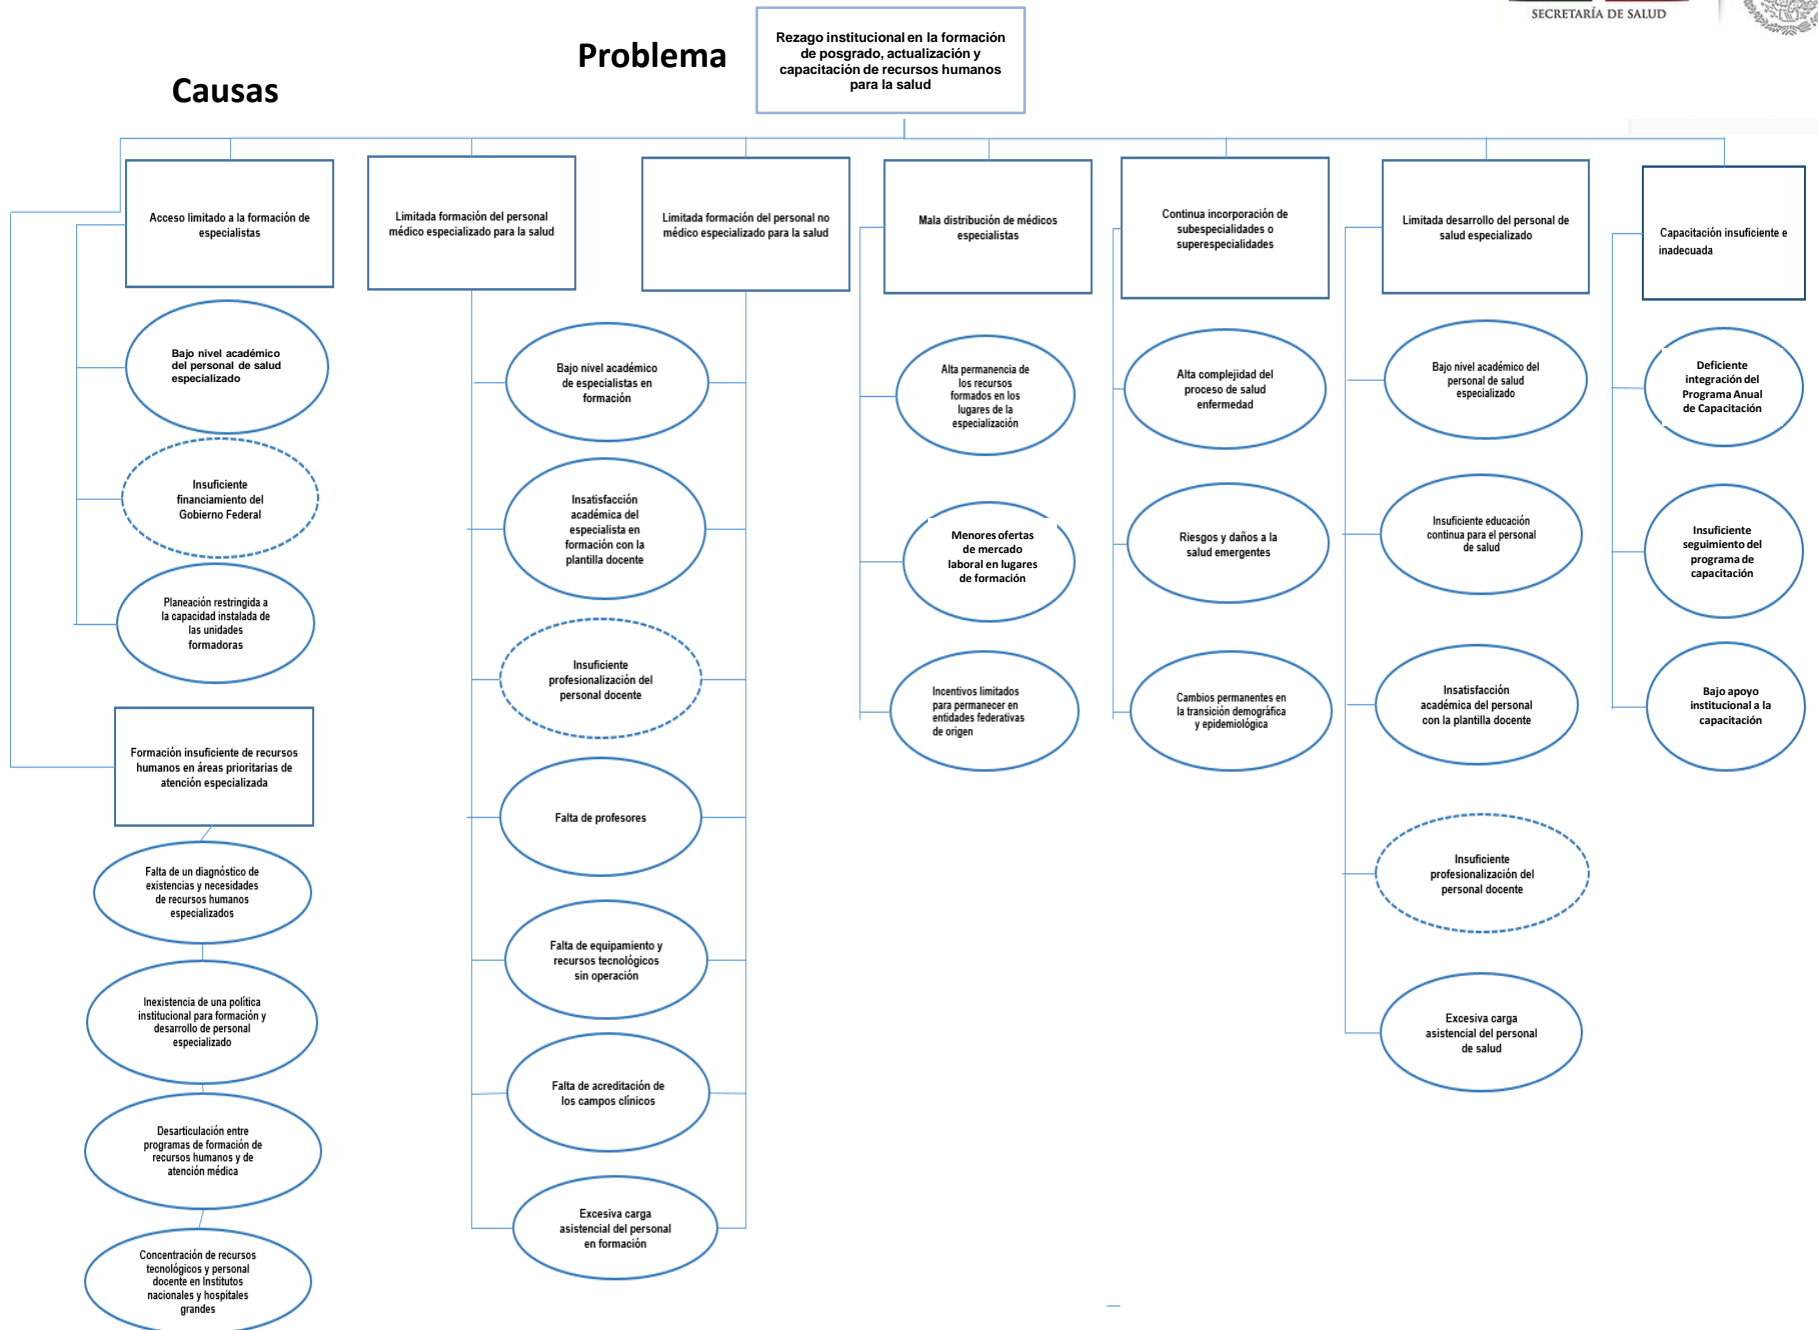 SECRETARÍA DE SALUD
Problema
Rezago institucional en la formación
de posgrado, actualización y
capacitación de recursos humanos
para la salud
Causas
Acceso limitado a la formación de
especialistas
Limitada formación del personal
médico especializado para la salud
Limitada formación del personal no
médico especializado para la salud
Mala distribución de médicos
especialistas
Continua incorporación de
subespecialidades o
superespecialidades
Limitada desarrollo del personal de
salud especializado
Capacitación insuficiente e
inadecuada
Bajo nivel académico
del personal de salud
especializado
Insuficiente
financiamiento del
Gobierno Federal
Planeación restringida a
la capacidad instalada de
las unidades
formadoras
Formación insuficiente de recursos
humanos en áreas prioritarias de
atención especializada
Falta de un diagnóstico de
existencias y necesidades
de recursos humanos
especializados
Inexistencia de una política
institucional para formación y
desarrollo de personal
especializado
Desarticulación entre
programas de formación de
recursos humanos y de
atención médica
Concentración de recursos
tecnológicos y personal
docente en Institutos
nacionales y hospitales
grandes
Bajo nivel académico
de especialistas en
formación
Insatisfacción
académica del
especialista en
formación con la
plantilla docente
Insuficiente
profesionalización del
personal docente
Falta de profesores
Falta de equipamiento y
recursos tecnológicos
sin operación
Falta de acreditación de
los campos clínicos
Excesiva carga
asistencial del personal
en formación
Alta permanencia de
los recursos
formados en los
lugares de la
especialización
Menores ofertas
de mercado
laboral en lugares
de formación
Incentivos limitados
para permanecer en
entidades federativas
de origen
Alta complejidad del
proceso de salud
enfermedad
Riesgos y daños a la
salud emergentes
Cambios permanentes en
la transición demográfica
y epidemiológica
Bajo nivel académico del
personal de salud
especializado
Insuficiente educación
continua para el personal
de salud
Insatisfacción
académica del personal
con la plantilla docente
Insuficiente
profesionalización del
personal docente
Excesiva carga
asistencial del personal
de salud
Deficiente
integración del
Programa Anual
de Capacitación
Insuficiente
seguimiento del
programa de
capacitación
Bajo apoyo
institucional a la
capacitación